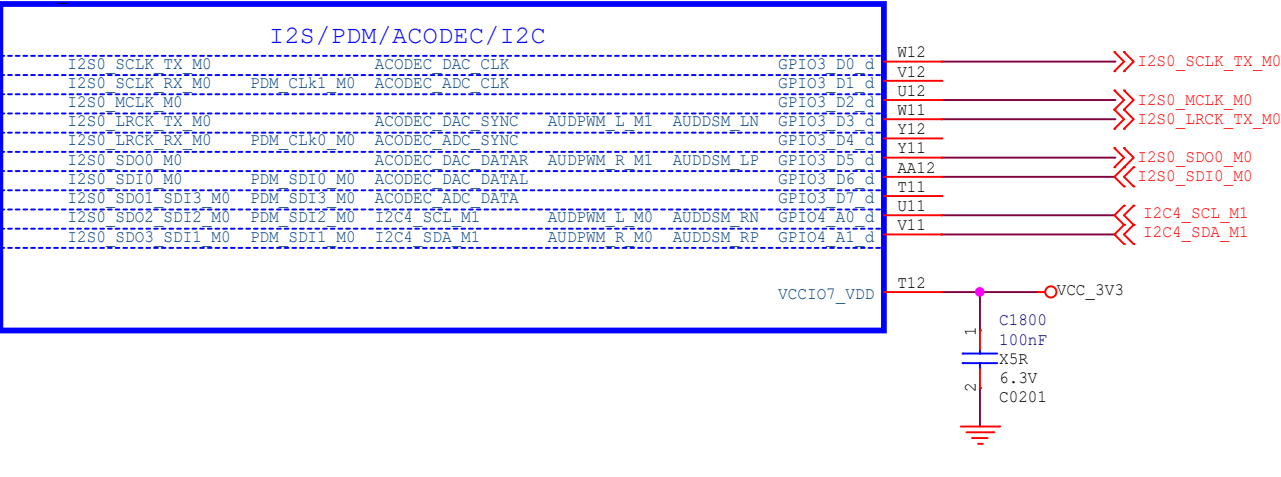 I2S/PDM/ACODEC/I2C
I2S0_SCLK_TX_M0 ACODEC_DAC_CLK GPIO3_D0_d W12 I2S0_SCLK_TX_M0
I2S0_SCLK_RX_M0 PDM_CLk1_M0 ACODEC_ADC_CLK GPIO3_D1_d V12
I2S0_MCLK_M0 GPIO3_D2_d U12 I2S0_MCLK_M0
I2S0_LRCK_TX_M0 ACODEC_DAC_SYNC AUDPWM_L_M1 AUDDSM_LN GPIO3_D3_d W11 I2S0_LRCK_TX_M0
I2S0_LRCK_RX_M0 PDM_CLk0_M0 ACODEC_ADC_SYNC GPIO3_D4_d Y12
I2S0_SDO0_M0 ACODEC_DAC_DATAR AUDPWM_R_M1 AUDDSM_LP GPIO3_D5_d Y11 I2S0_SDO0_M0
I2S0_SDI0_M0 PDM_SDI0_M0 ACODEC_DAC_DATAL GPIO3_D6_d AA12 I2S0_SDI0_M0
I2S0_SDO1_SDI3_M0 PDM_SDI3_M0 ACODEC_ADC_DATA GPIO3_D7_d T11
I2S0_SDO2_SDI2_M0 PDM_SDI2_M0 I2C4_SCL_M1 AUDPWM_L_M0 AUDDSM_RN GPIO4_A0_d U11 I2C4_SCL_M1
I2S0_SDO3_SDI1_M0 PDM_SDI1_M0 I2C4_SDA_M1 AUDPWM_R_M0 AUDDSM_RP GPIO4_A1_d V11 I2C4_SDA_M1
VCCIO7_VDD T12 VCC_3V3
C1800
1
100nF
X5R
6.3V
2
C0201